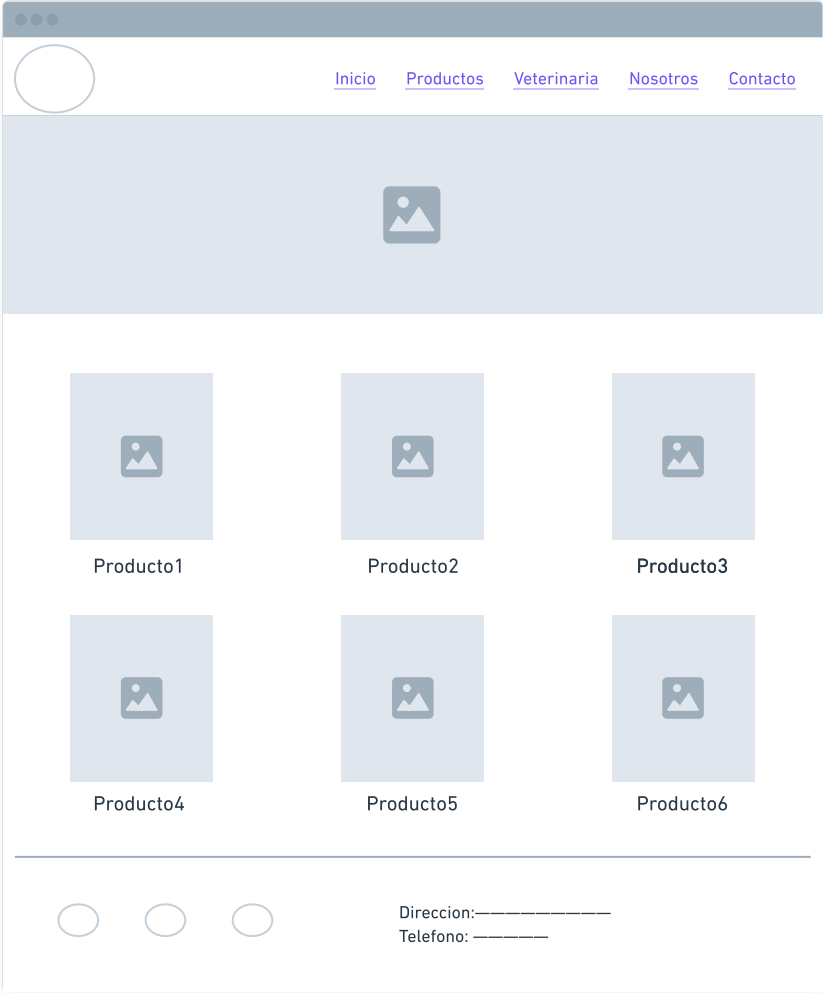 Inicio Productos Veterinaria Nosotros Contacto
Producto1 Producto2 Producto3
Producto4 Producto5 Producto6
Direccion:—————————
Telefono: —————